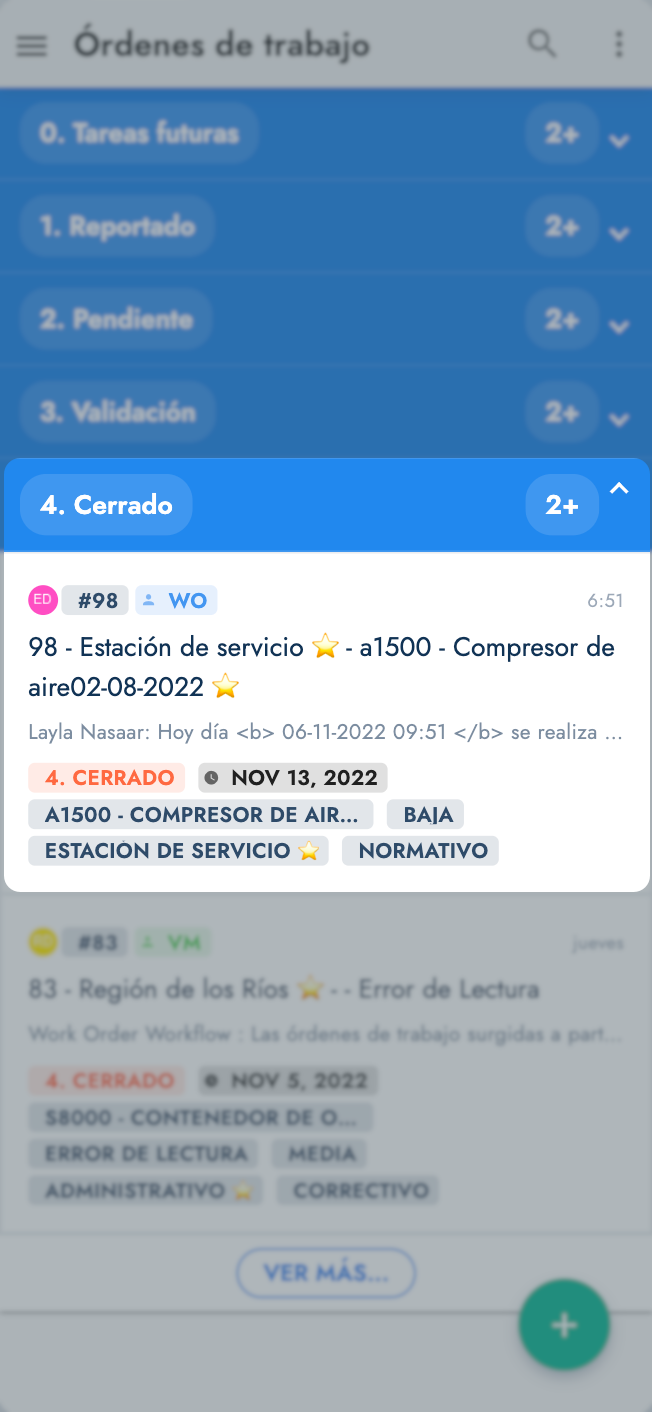 Órdenes de trabajo
0. Tareas futuras 2+
1. Reportado 2+
2. Pendiente 2+
3. Validación 2+
4. Cerrado 2+
ED #98 WO 6:51
98 - Estación de servicio ⭐ - a1500 - Compresor de
aire02-08-2022 ⭐
Layla Nasaar: Hoy día <b> 06-11-2022 09:51 </b> se realiza ...
4. CERRADO NOV 13, 2022
A1500 - COMPRESOR DE AIR... BAJA
ESTACIÓN DE SERVICIO ⭐ NORMATIVO
#83 VM jueves
83 - Región de los Ríos ⭐ - - Error de Lectura
Work Order Workflow : Las órdenes de trabajo surgidas a part...
4. CERRADO NOV 5, 2022
S8000 - CONTENEDOR DE O...
ERROR DE LECTURA MEDIA
ADMINISTRATIVO ⭐ CORRECTIVO
VER MÁS...
+